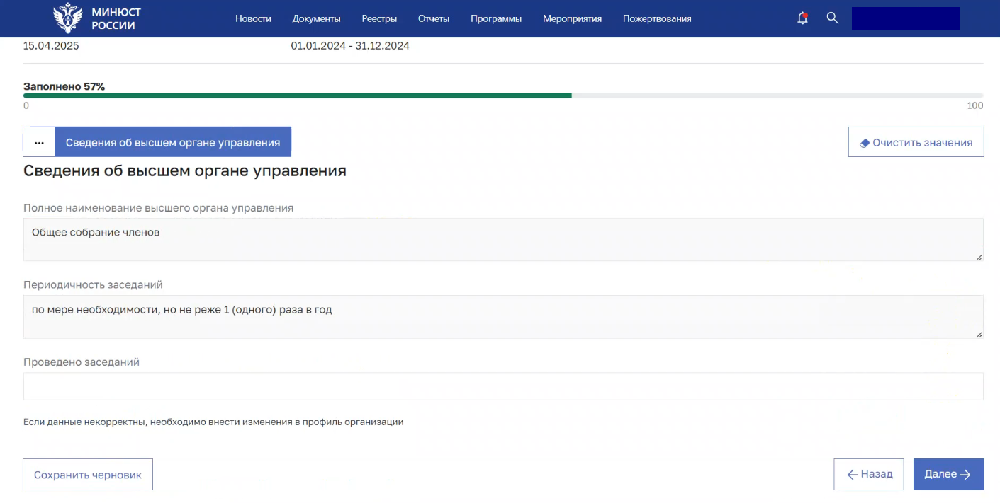 МИНЮСТ
РОССИИ
Новости Документы Реестры Отчеты Программы Мероприятия Пожертвования
15.04.2025 01.01.2024 - 31.12.2024
Заполнено 57%
0 100
... Сведения об высшем органе управления Очистить значения
Сведения об высшем органе управления
Полное наименование высшего органа управления
Общее собрание членов
Периодичность заседаний
по мере необходимости, но не реже 1 (одного) раза в год
Проведено заседаний
Если данные некорректны, необходимо внести изменения в профиль организации
Сохранить черновик ← Назад Далее →